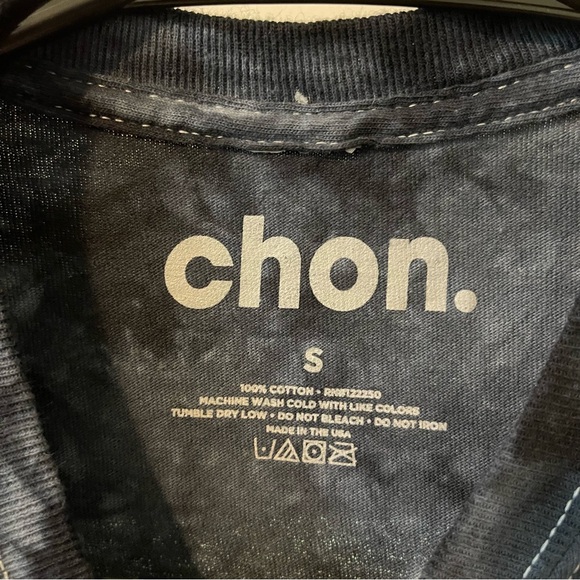 chon.
S
100% COTTON • RN#122250
MACHINE WASH COLD WITH LIKE COLORS
TUMBLE DRY LOW • DO NOT BLEACH • DO NOT IRON
MADE IN THE USA